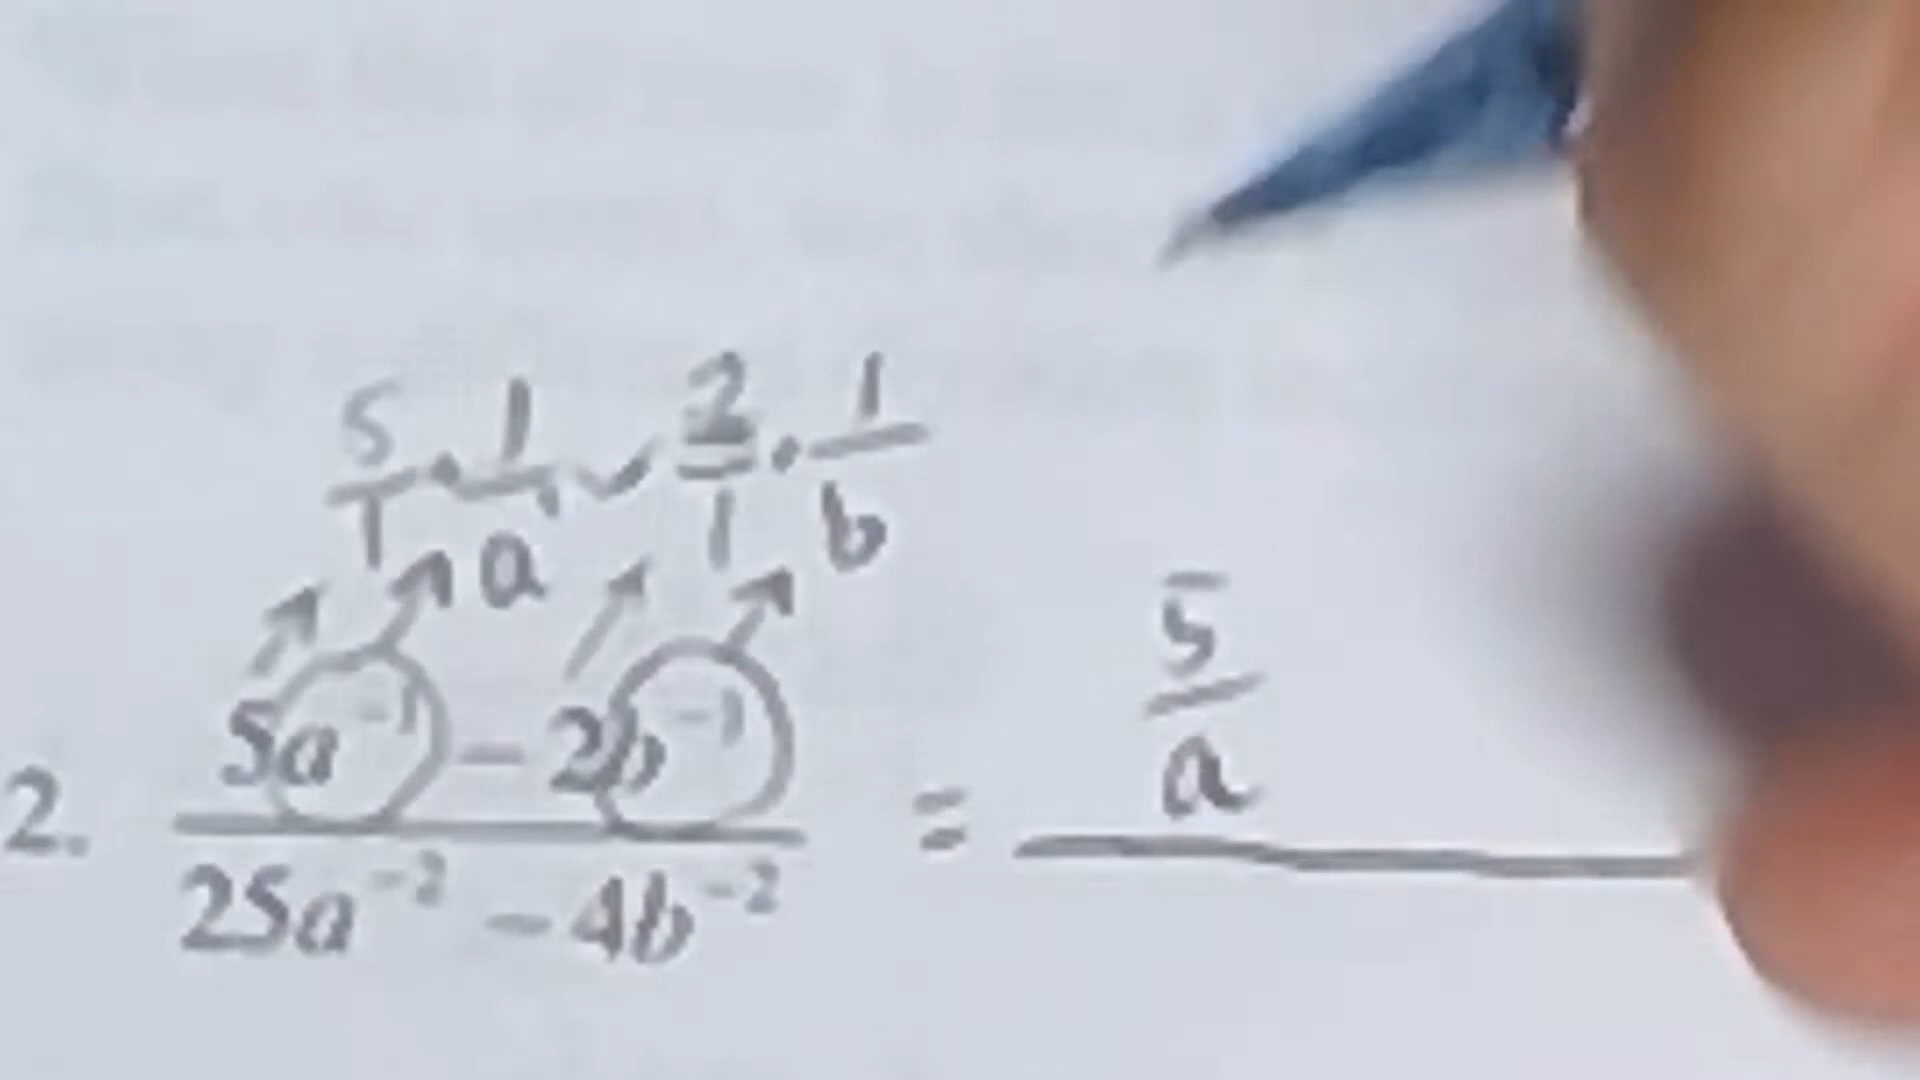 5/1 · 1/a - 2/1 · 1/b
2. (5a⁻¹ - 2b⁻¹)/(25a⁻² - 4b⁻²) = 5/a